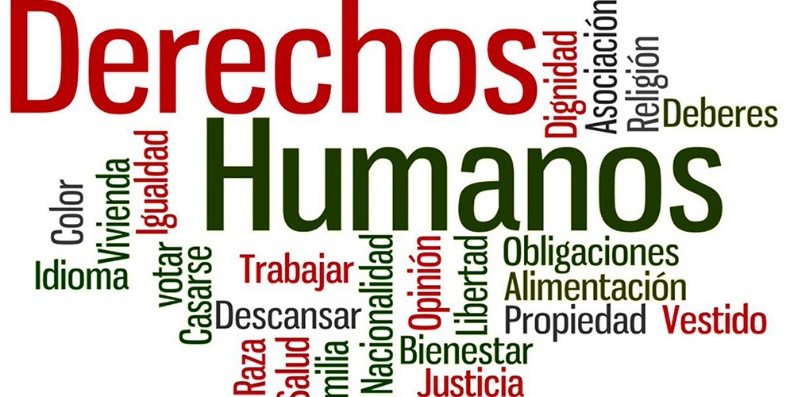 Derechos
Dignidad
Asociación
Religión
Deberes
Humanos
Color
Vivienda
Igualdad
Idioma
votar
Casarse
Trabajar
Descansar
Nacionalidad
Opinión
Libertad
Obligaciones
Alimentación
Propiedad
Vestido
Raza
Salud
milia
Bienestar
Justicia